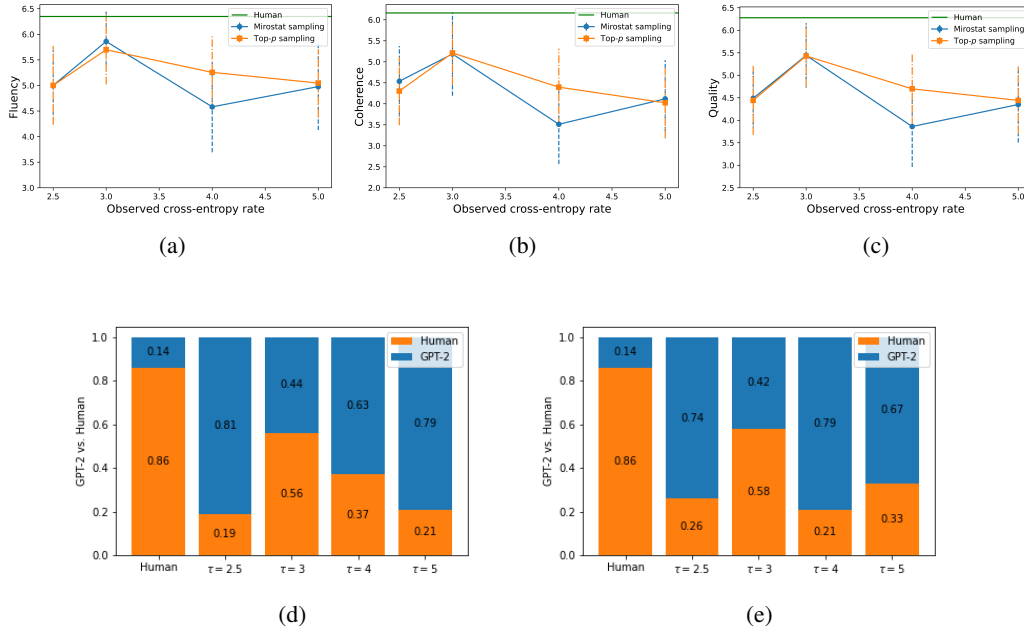 6.5
6.0
5.5
5.0
4.5
4.0
3.5
3.0
Fluency
Human
Mirostat sampling
Top-p sampling
2.5 3.0 3.5 4.0 4.5 5.0
Observed cross-entropy rate
(a)
6.0
5.5
5.0
4.5
4.0
3.5
3.0
2.5
2.0
Coherence
Human
Mirostat sampling
Top-p sampling
2.5 3.0 3.5 4.0 4.5 5.0
Observed cross-entropy rate
(b)
6.5
6.0
5.5
5.0
4.5
4.0
3.5
3.0
2.5
Quality
Human
Mirostat sampling
Top-p sampling
2.5 3.0 3.5 4.0 4.5 5.0
Observed cross-entropy rate
(c)
1.0
0.8
0.6
0.4
0.2
0.0
GPT-2 vs. Human
Human
GPT-2
0.14 0.81 0.44 0.63 0.79
0.86 0.19 0.56 0.37 0.21
Human τ = 2.5 τ = 3 τ = 4 τ = 5
(d)
1.0
0.8
0.6
0.4
0.2
0.0
GPT-2 vs. Human
Human
GPT-2
0.14 0.74 0.42 0.79 0.67
0.86 0.26 0.58 0.21 0.33
Human τ = 2.5 τ = 3 τ = 4 τ = 5
(e)